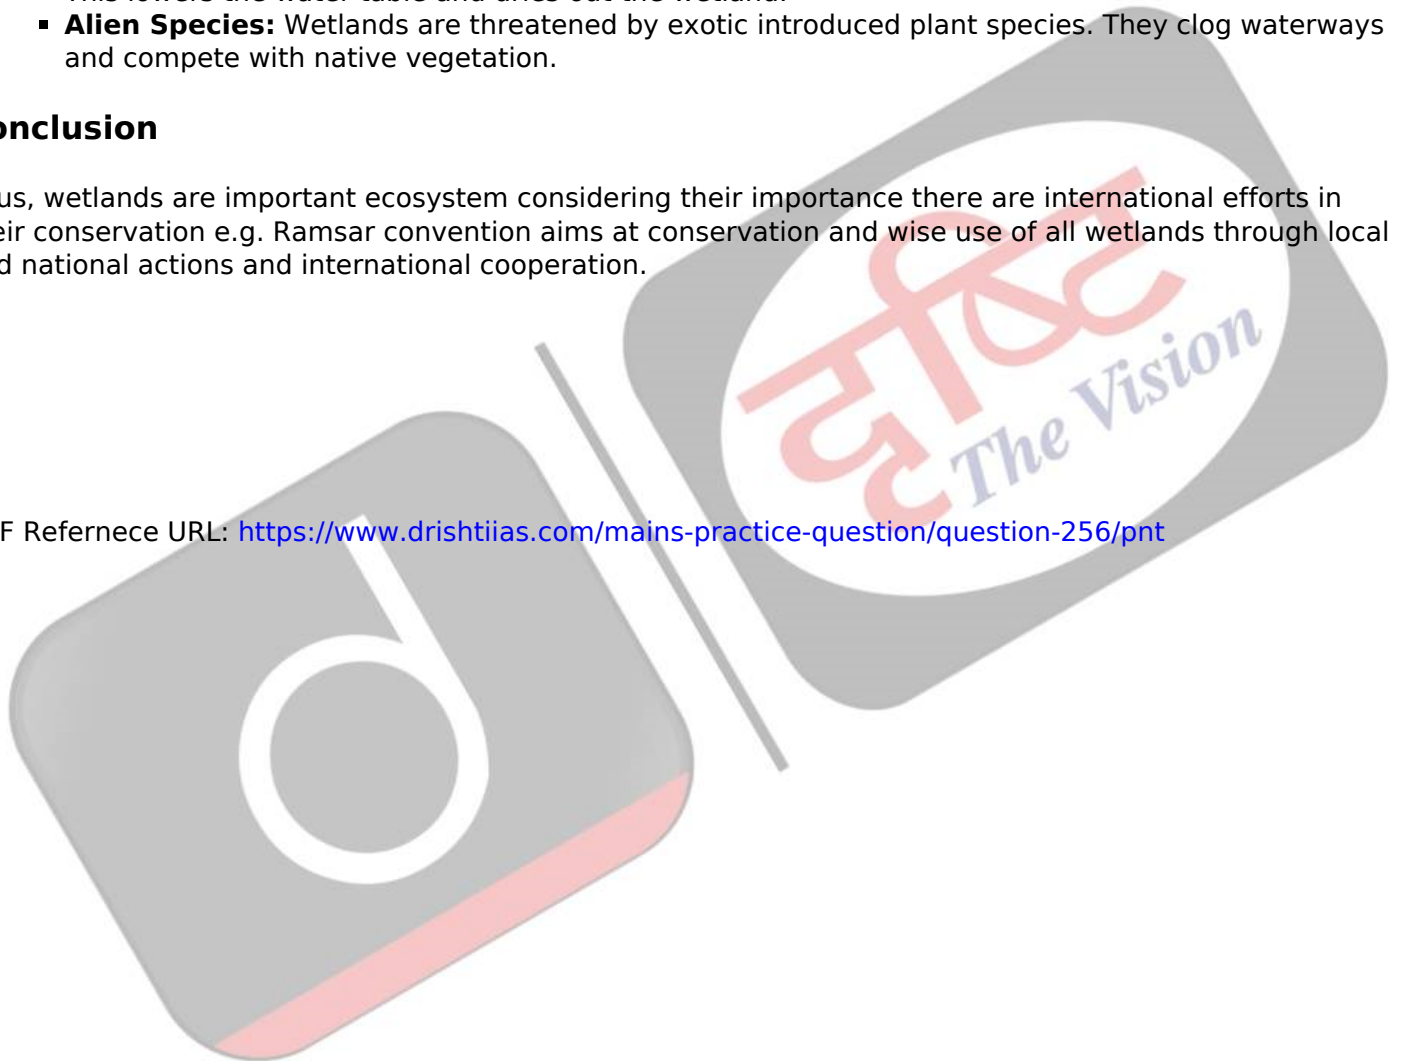 This lowers the water table and dries out the wetland.
▪ Alien Species: Wetlands are threatened by exotic introduced plant species. They clog waterways
and compete with native vegetation.
onclusion
us, wetlands are important ecosystem considering their importance there are international efforts in
eir conservation e.g. Ramsar convention aims at conservation and wise use of all wetlands through local
d national actions and international cooperation.
दृष्टि
The Vision
F Refernece URL: https://www.drishtiias.com/mains-practice-question/question-256/pnt
d